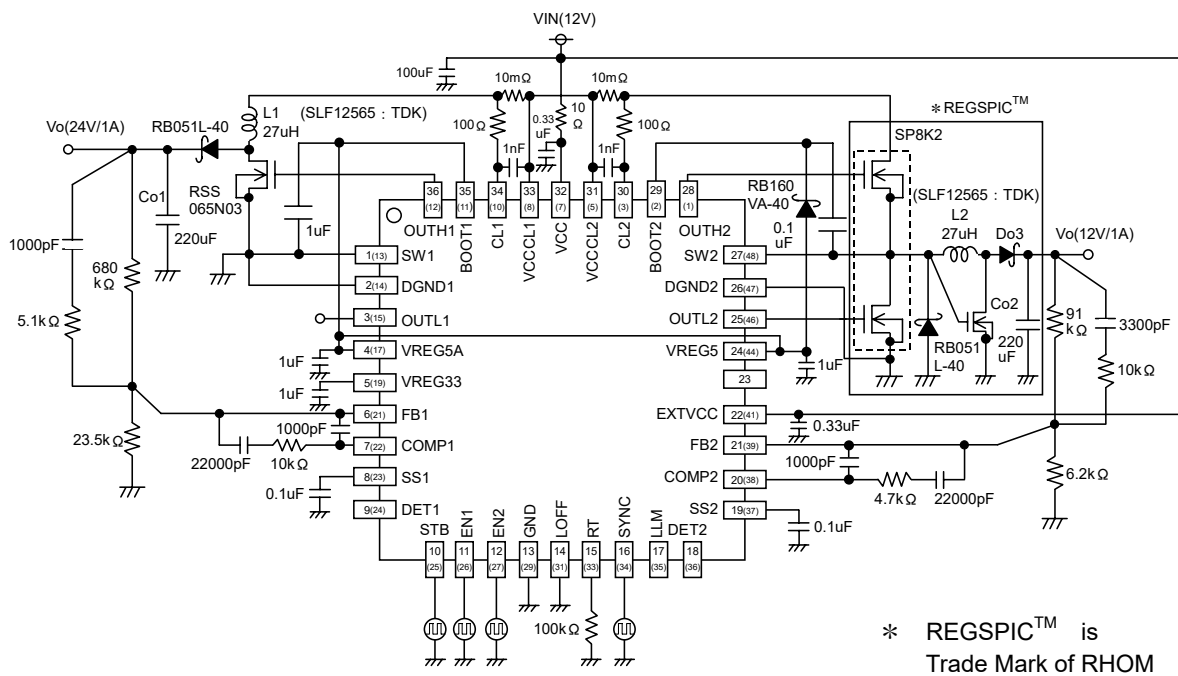 VIN(12V)
100uF
10mΩ
10mΩ
＊REGSPIC™
L1
27uH
(SLF12565 : TDK)
Vo(24V/1A)
RB051L-40
100Ω
0.33
uF
10
Ω
100Ω
SP8K2
1nF
1nF
RSS
065N03
Co1
220uF
1uF
1000pF
680
kΩ
5.1kΩ
23.5kΩ
36
(12)
35
(11)
34
(10)
33
(8)
32
(7)
31
(5)
30
(3)
29
(2)
28
(1)
OUTH1
BOOT1
CL1
VCCCL1
VCC
VCCCL2
CL2
BOOT2
OUTH2
RB160
VA-40
0.1
uF
(SLF12565 : TDK)
L2
27uH
Do3
Vo(12V/1A)
1(13)
SW1
2(14)
DGND1
3(15)
OUTL1
4(17)
VREG5A
5(19)
VREG33
6(21)
FB1
7(22)
COMP1
8(23)
SS1
9(24)
DET1
1uF
1uF
1000pF
22000pF
10kΩ
0.1uF
SW2
27(48)
DGND2
26(47)
OUTL2
25(46)
VREG5
24(44)
23
EXTVCC
22(41)
FB2
21(39)
COMP2
20(38)
SS2
19(37)
1uF
0.33uF
1000pF
4.7kΩ
22000pF
0.1uF
Co2
220
uF
RB051
L-40
91
kΩ
3300pF
10kΩ
6.2kΩ
STB
EN1
EN2
GND
LOFF
RT
SYNC
LLM
DET2
10
(25)
11
(26)
12
(27)
13
(29)
14
(31)
15
(33)
16
(34)
17
(35)
18
(36)
100kΩ
＊ REGSPIC™ is
Trade Mark of RHOM